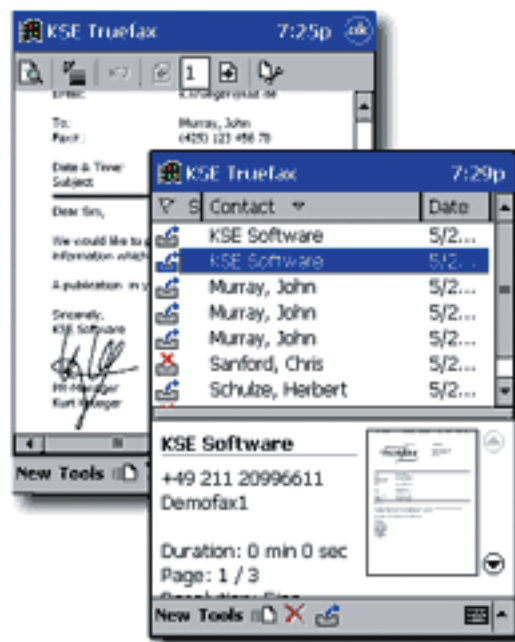 KSE Truefax 7:25p ok
1
To: Murray, John
Fax#: (425) 123 456 78
Date & Time:
Subject
Dear Sirs,
We would like to p
information which
A publication in y
Sincerely,
KSE Software
PR-Manager
Kurt Krueger
New Tools
KSE Truefax 7:29p
S Contact Date
KSE Software 5/2...
KSE Software 5/2...
Murray, John 5/2...
Murray, John 5/2...
Murray, John 5/2...
Sanford, Chris 5/2...
Schulze, Herbert 5/2...
KSE Software
+49 211 20996611
Demofax1
Duration: 0 min 0 sec
Page: 1 / 3
New Tools